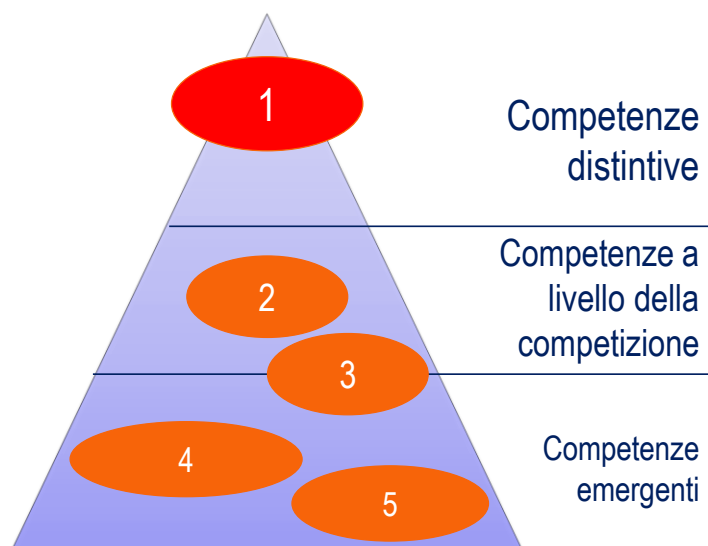 1
Competenze
distintive
2
Competenze a
livello della
competizione
3
4
Competenze
emergenti
5